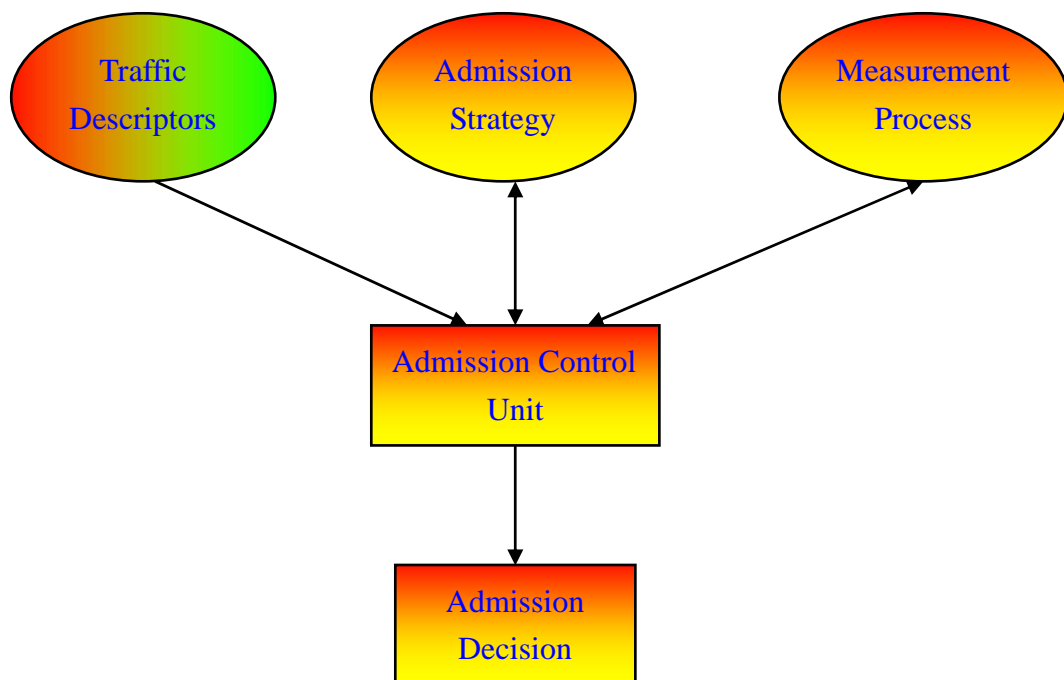 Traffic
Descriptors
Admission
Strategy
Measurement
Process
Admission Control
Unit
Admission
Decision